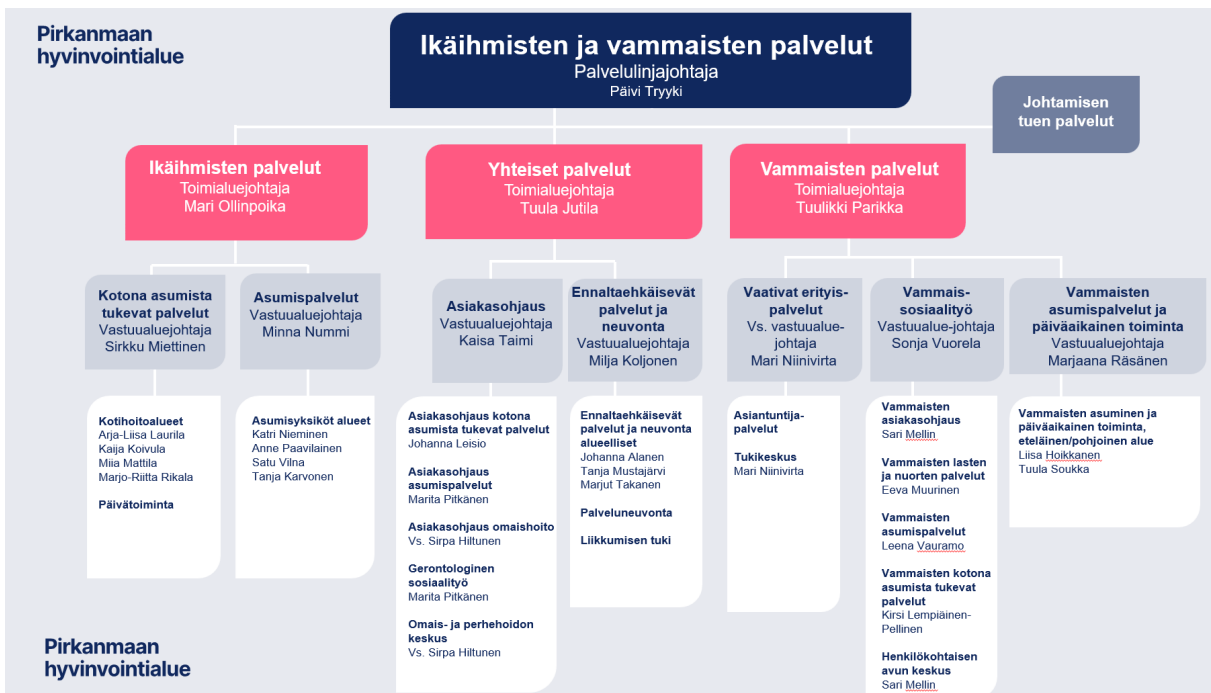 Pirkanmaan
hyvinvointialue
Ikäihmisten ja vammaisten palvelut
Palvelulinjajohtaja
Päivi Tryyki
Johtamisen
tuen palvelut
Ikäihmisten palvelut
Toimialuejohtaja
Mari Ollinpoika
Yhteiset palvelut
Toimialuejohtaja
Tuula Jutila
Vammaisten palvelut
Toimialuejohtaja
Tuulikki Parikka
Kotona asumista
tukevat palvelut
Vastuualuejohtaja
Sirkku Miettinen
Asumispalvelut
Vastuualuejohtaja
Minna Nummi
Asiakasohjaus
Vastuualuejohtaja
Kaisa Taimi
Ennaltaehkäisevät
palvelut ja
neuvonta
Vastuualuejohtaja
Milja Koljonen
Vaativat erityis-
palvelut
Vs. vastuualue-
johtaja
Mari Niinivirta
Vammais-
sosiaalityö
Vastuualue-johtaja
Sonja Vuorela
Vammaisten
asumispalvelut ja
päiväaikainen toiminta
Vastuualuejohtaja
Marjaana Räsänen
Kotihoitoalueet
Arja-Liisa Laurila
Kaija Koivula
Miia Mattila
Marjo-Riitta Rikala
Päivätoiminta
Asumisyksiköt alueet
Katri Nieminen
Anne Paavilainen
Satu Vilna
Tanja Karvonen
Asiakasohjaus kotona
asumista tukevat palvelut
Johanna Leisio
Asiakasohjaus
asumispalvelut
Marita Pitkänen
Asiakasohjaus omaishoito
Vs. Sirpa Hiltunen
Gerontologinen
sosiaalityö
Marita Pitkänen
Omais- ja perhehoidon
keskus
Vs. Sirpa Hiltunen
Ennaltaehkäisevät
palvelut ja neuvonta
alueelliset
Johanna Alanen
Tanja Mustajärvi
Marjut Takanen
Palveluneuvonta
Liikkumisen tuki
Asiantuntija-
palvelut
Tukikeskus
Mari Niinivirta
Vammaisten
asiakasohjaus
Sari Mellin
Vammaisten lasten
ja nuorten palvelut
Eeva Muurinen
Vammaisten
asumispalvelut
Leena Vauramo
Vammaisten kotona
asumista tukevat
palvelut
Kirsi Lempiäinen-
Pellinen
Henkilökohtaisen
avun keskus
Sari Mellin
Vammaisten asuminen ja
päiväaikainen toiminta,
eteläinen/pohjoinen alue
Liisa Hoikkanen
Tuula Soukka
Pirkanmaan
hyvinvointialue